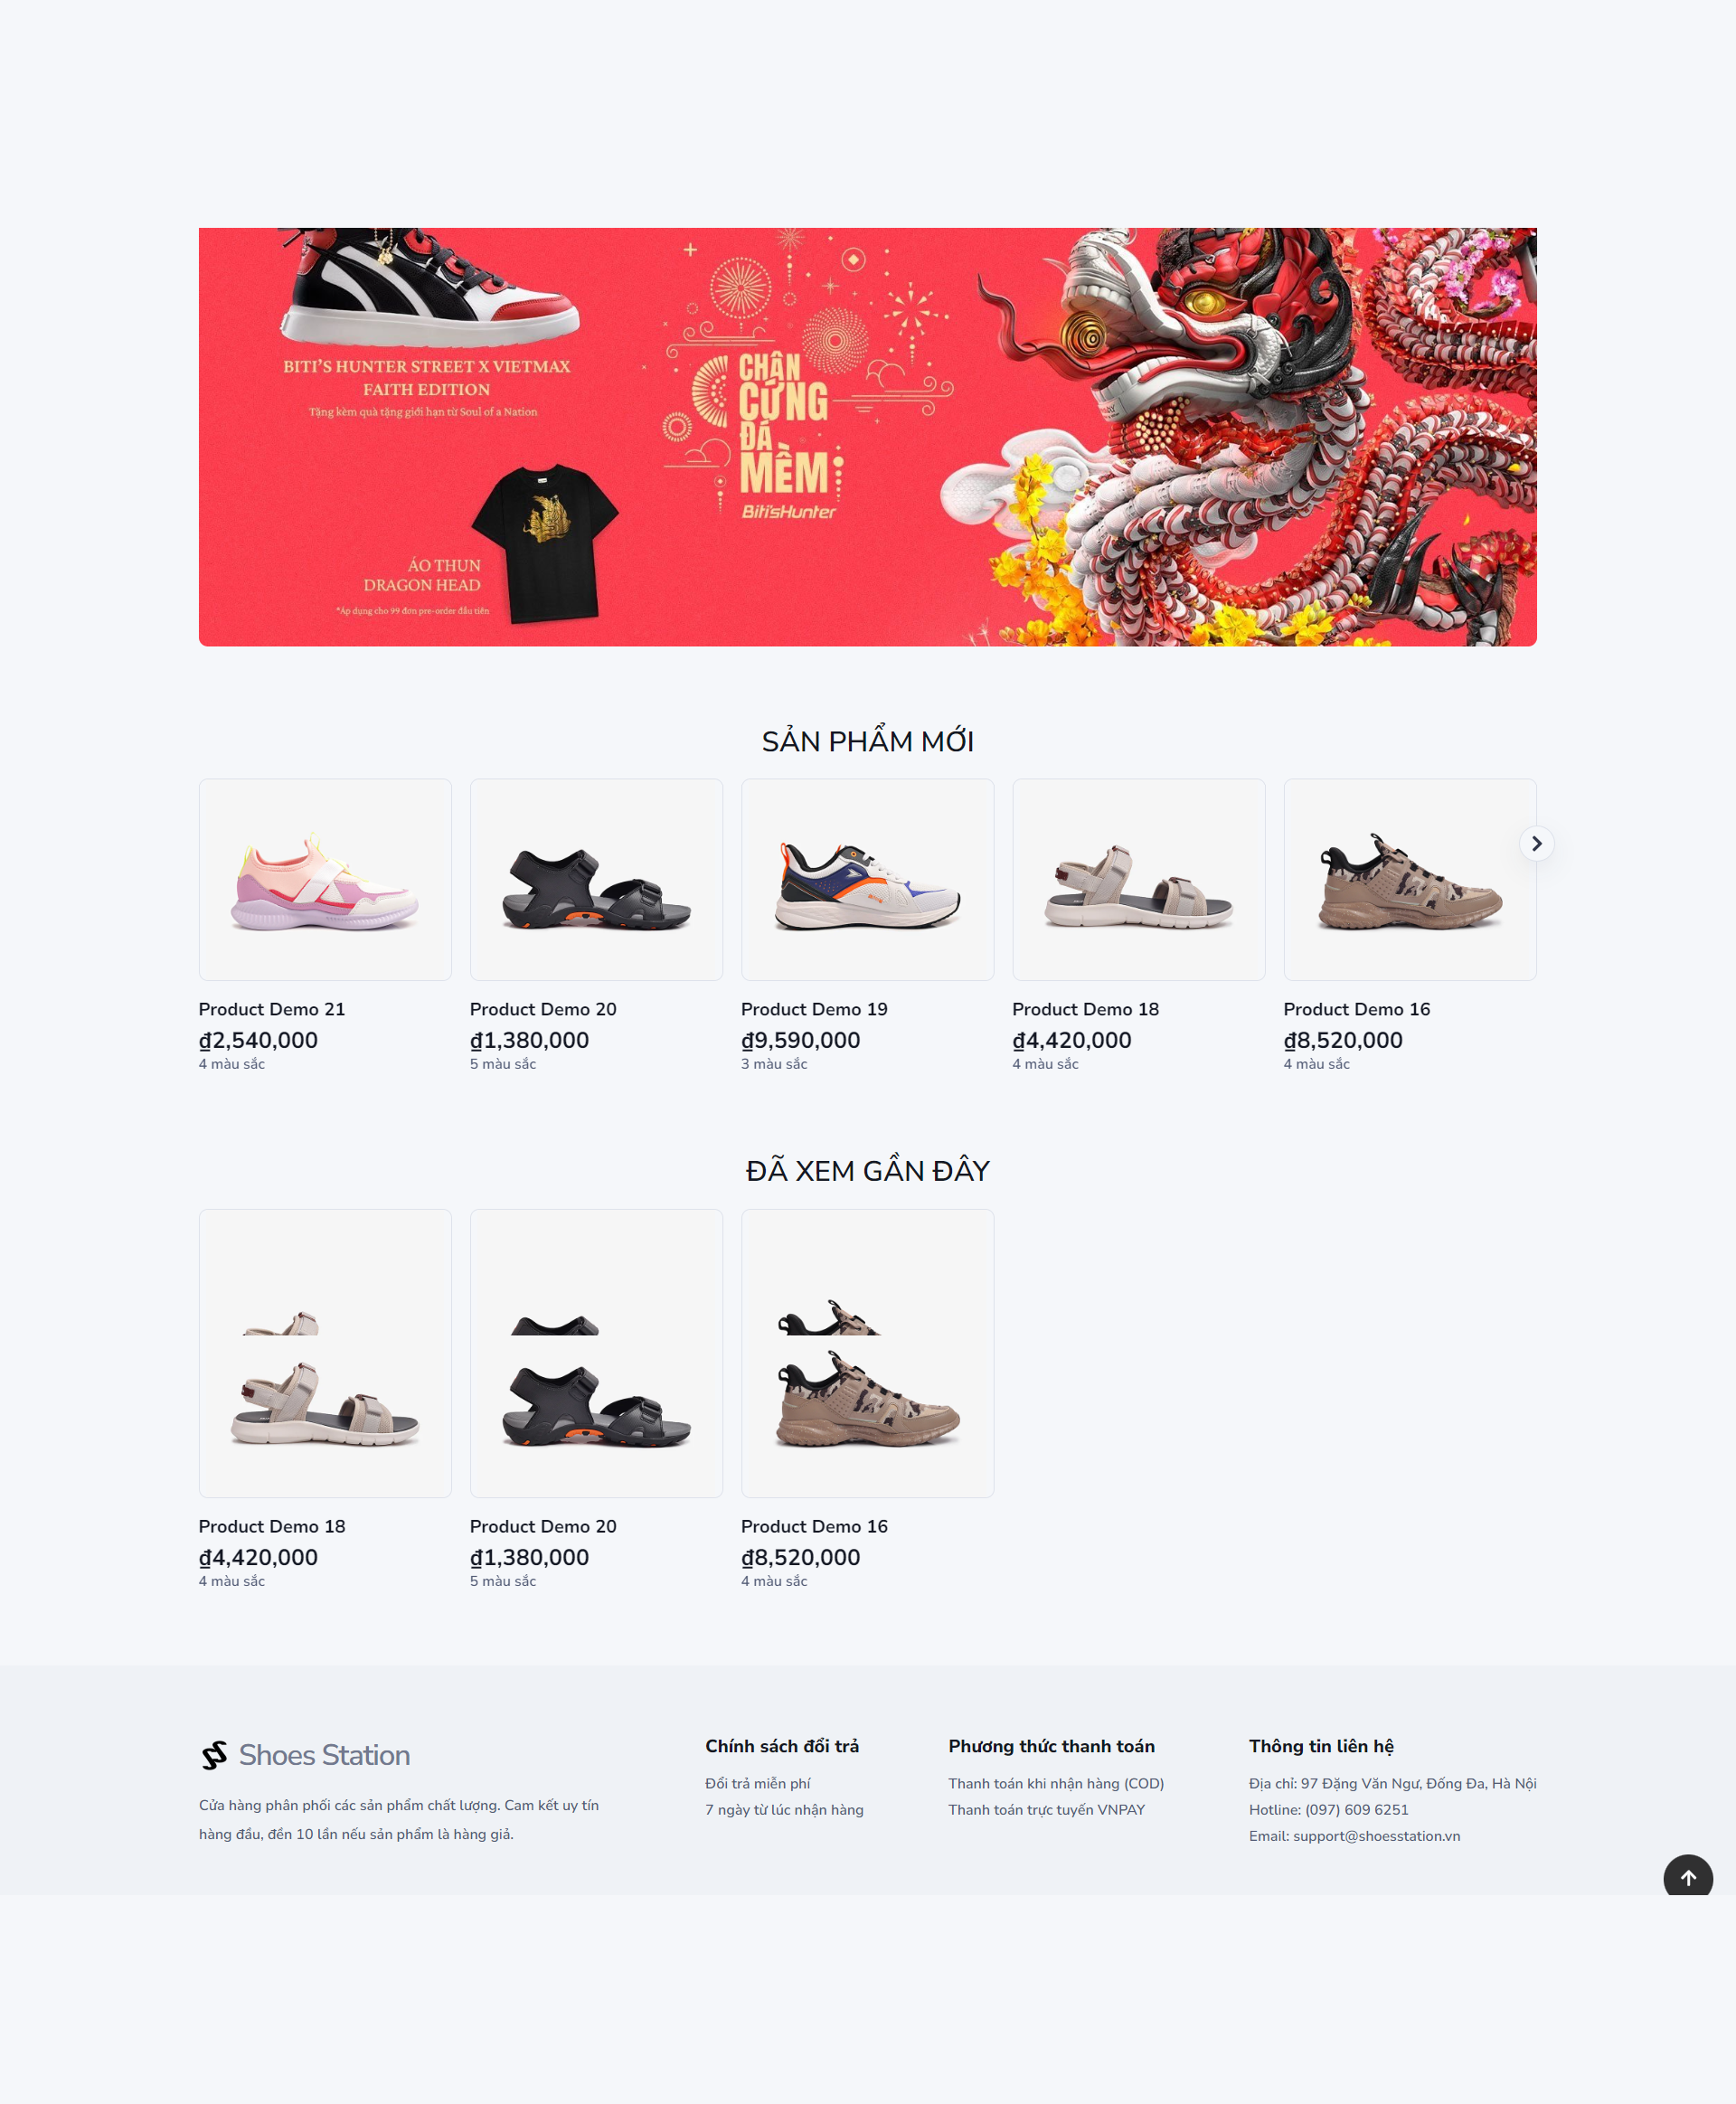 BITI'S HUNTER STREET X VIETMAX
FAITH EDITION
Tặng kèm quà tặng giới hạn từ Soul of a Nation
CHÂN
CỨNG
ĐÁ
MỀM
Biti'sHunter
ÁO THUN
DRAGON HEAD
*Áp dụng cho 99 đơn pre-order đầu tiên
SẢN PHẨM MỚI
Product Demo 21
₫2,540,000
4 màu sắc
Product Demo 20
₫1,380,000
5 màu sắc
Product Demo 19
₫9,590,000
3 màu sắc
Product Demo 18
₫4,420,000
4 màu sắc
Product Demo 16
₫8,520,000
4 màu sắc
ĐÃ XEM GẦN ĐÂY
Product Demo 18
₫4,420,000
4 màu sắc
Product Demo 20
₫1,380,000
5 màu sắc
Product Demo 16
₫8,520,000
4 màu sắc
Shoes Station
Cửa hàng phân phối các sản phẩm chất lượng. Cam kết uy tín
hàng đầu, đền 10 lần nếu sản phẩm là hàng giả.
Chính sách đổi trả
Đổi trả miễn phí
7 ngày từ lúc nhận hàng
Phương thức thanh toán
Thanh toán khi nhận hàng (COD)
Thanh toán trực tuyến VNPAY
Thông tin liên hệ
Địa chỉ: 97 Đặng Văn Ngư, Đống Đa, Hà Nội
Hotline: (097) 609 6251
Email: support@shoesstation.vn